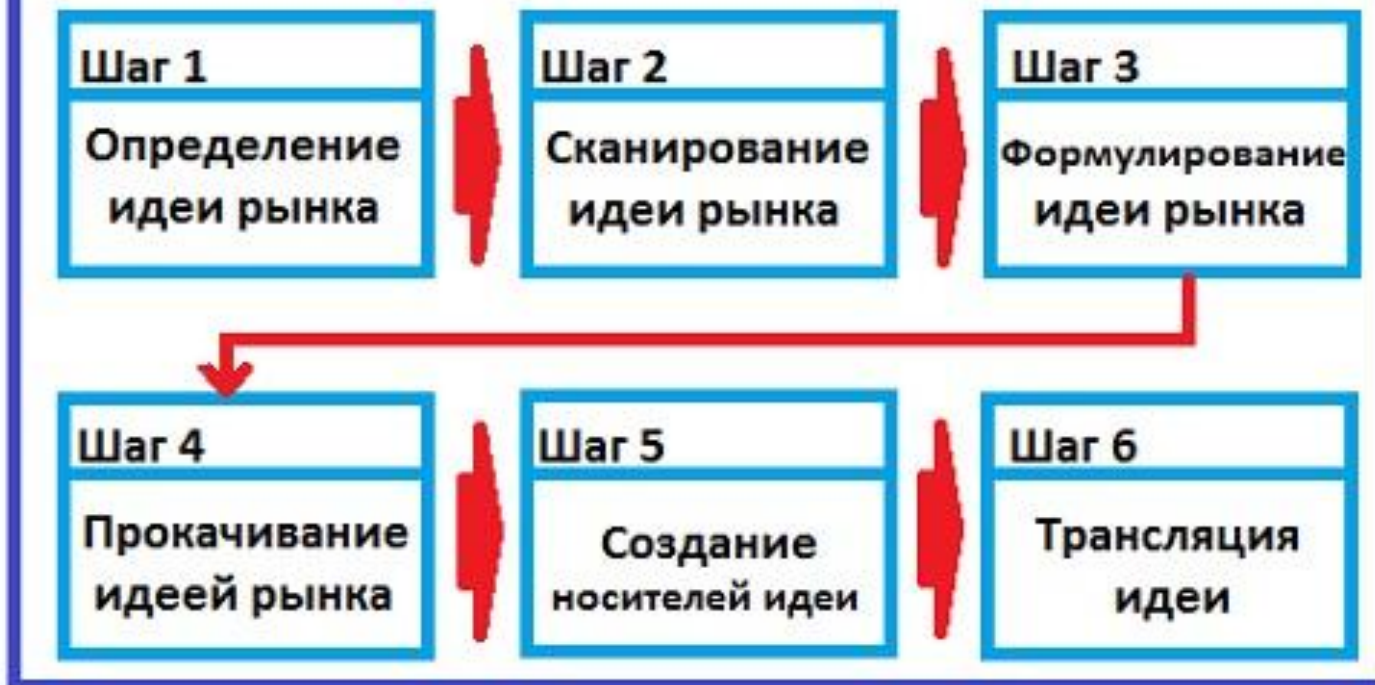 Шаг 1
Определение
идеи рынка
Шаг 2
Сканирование
идеи рынка
Шаг 3
Формулирование
идеи рынка
Шаг 4
Прокачивание
идеей рынка
Шаг 5
Создание
носителей идеи
Шаг 6
Трансляция
идеи